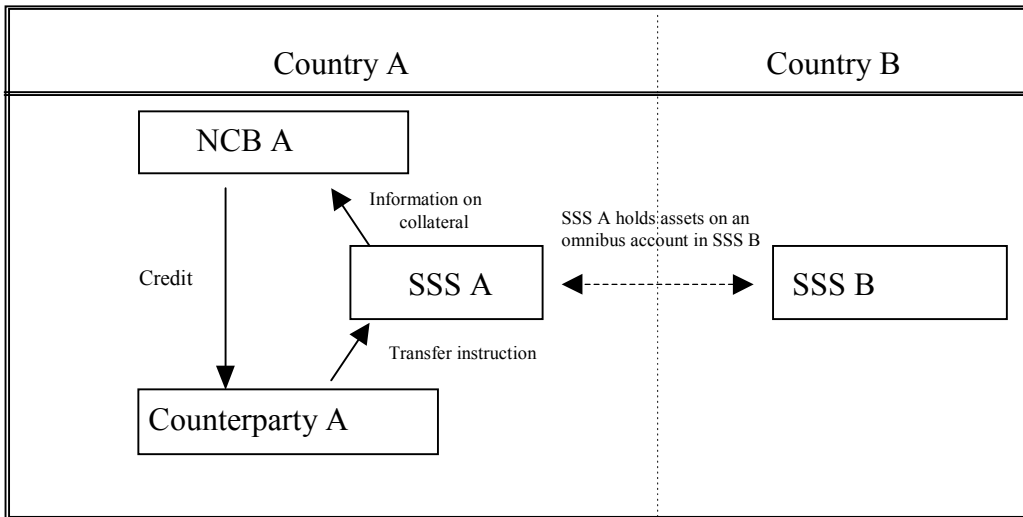 Country A
Country B
NCB A
Information on
collateral
SSS A holds assets on an
omnibus account in SSS B
Credit
SSS A
SSS B
Transfer instruction
Counterparty A